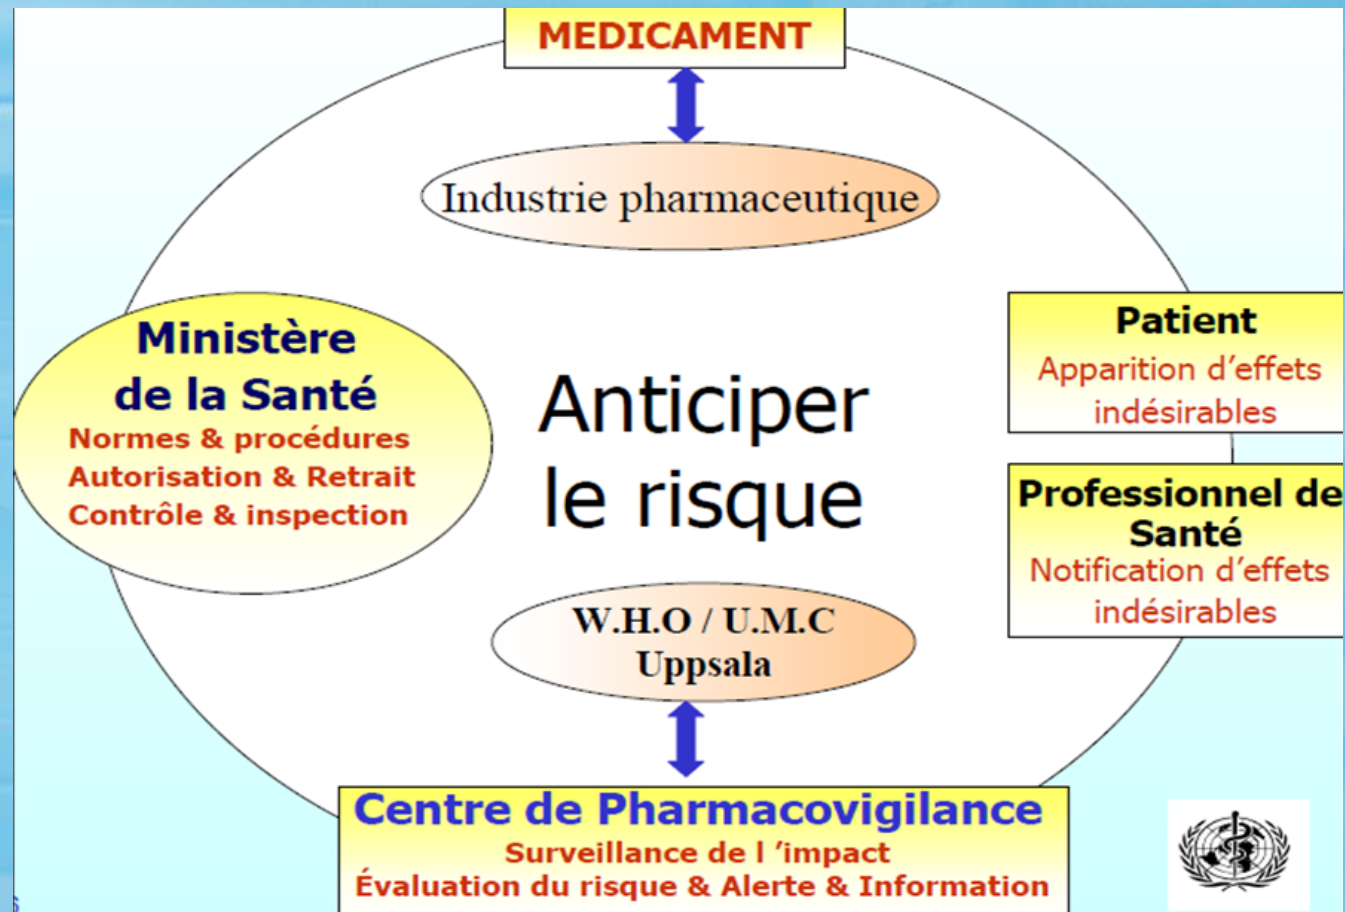 MEDICAMENT
Industrie pharmaceutique
Ministère
de la Santé
Normes & procédures
Autorisation & Retrait
Contrôle & inspection
Anticiper
le risque
Patient
Apparition d’effets
indésirables
Professionnel de
Santé
Notification d’effets
indésirables
W.H.O / U.M.C
Uppsala
Centre de Pharmacovigilance
Surveillance de l ’impact
Évaluation du risque & Alerte & Information